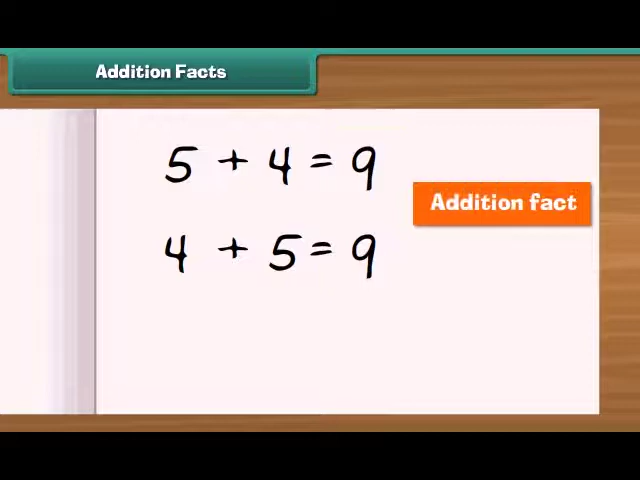 Addition Facts
5 + 4 = 9
Addition fact
4 + 5 = 9